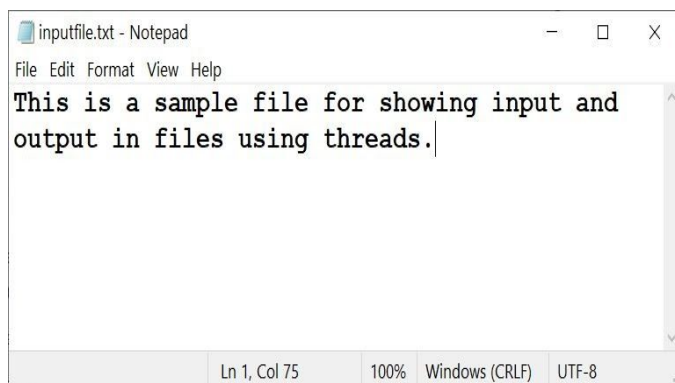 inputfile.txt - Notepad
File Edit Format View Help
This is a sample file for showing input and
output in files using threads.
Ln 1, Col 75 100% Windows (CRLF) UTF-8